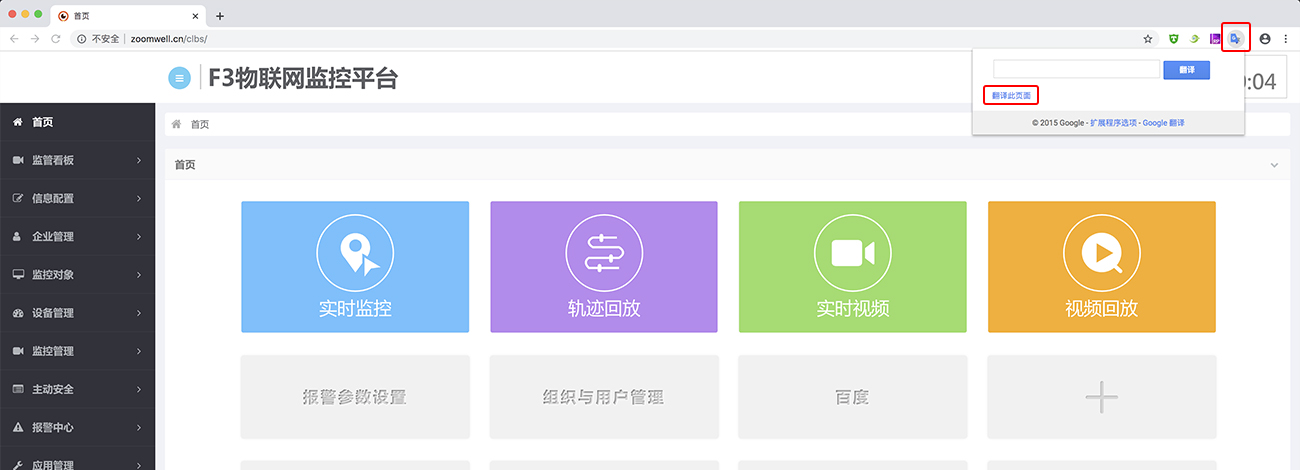 首页
不安全 | zoomwell.cn/clbs/
F3物联网监控平台
翻译
:04
翻译此页面
© 2015 Google - 扩展程序选项 - Google 翻译
首页
首页
监管看板
首页
信息配置
企业管理
监控对象
设备管理
监控管理
主动安全
报警中心
应用管理
实时监控
轨迹回放
实时视频
视频回放
报警参数设置
组织与用户管理
百度